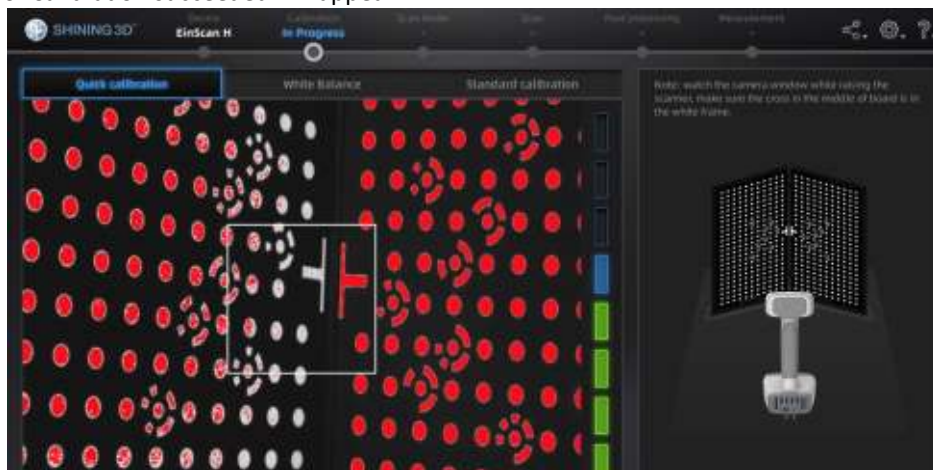 SHINING 3D
Device
Calibration
Scan Mode
Scan
Post processing
Measurement
EinScan H
In Progress
Quick calibration
White Balance
Standard calibration
Note: watch the camera window while raising the
scanner, make sure the cross in the middle of board is in
the white frame.